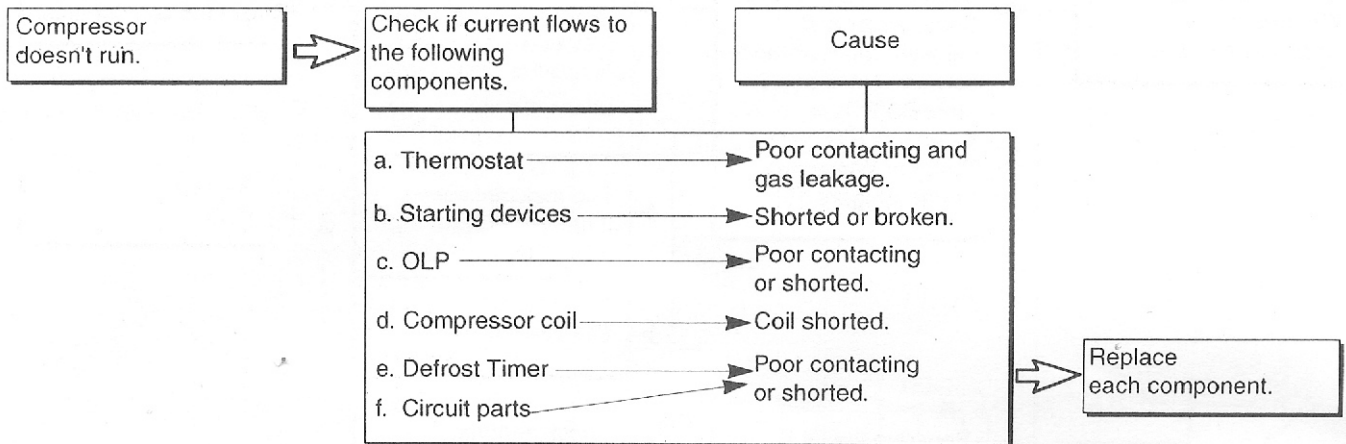 Compressor
doesn't run.
Check if current flows to
the following
components.
Cause
a. Thermostat
Poor contacting and
gas leakage.
b. Starting devices
Shorted or broken.
c. OLP
Poor contacting
or shorted.
d. Compressor coil
Coil shorted.
e. Defrost Timer
Poor contacting
or shorted.
f. Circuit parts
Replace
each component.